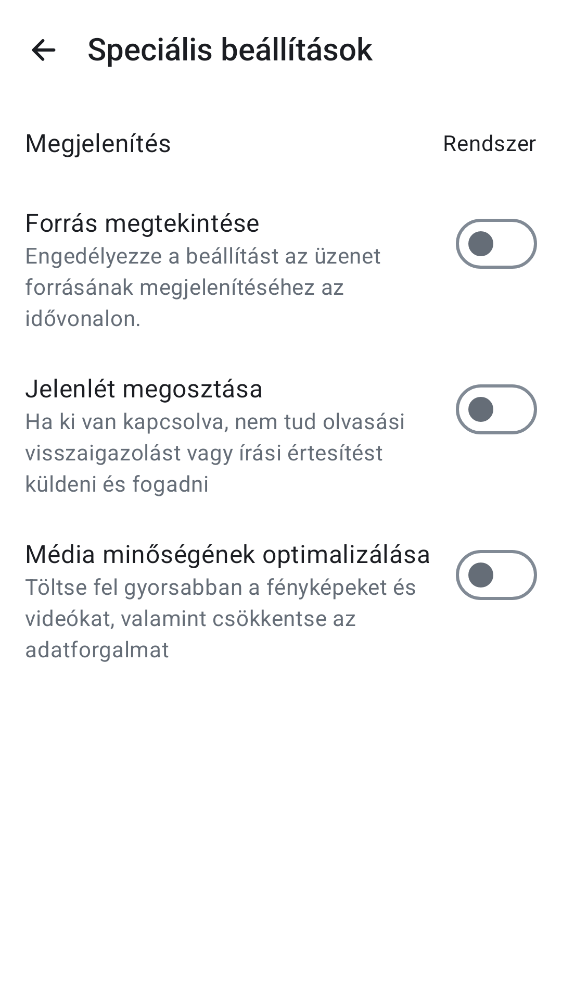 Speciális beállítások
Megjelenítés Rendszer
Forrás megtekintése
Engedélyezze a beállítást az üzenet
forrásának megjelenítéséhez az
idővonalon.
Jelenlét megosztása
Ha ki van kapcsolva, nem tud olvasási
visszaigazolást vagy írási értesítést
küldeni és fogadni
Média minőségének optimalizálása
Töltse fel gyorsabban a fényképeket és
videókat, valamint csökkentse az
adatforgalmat